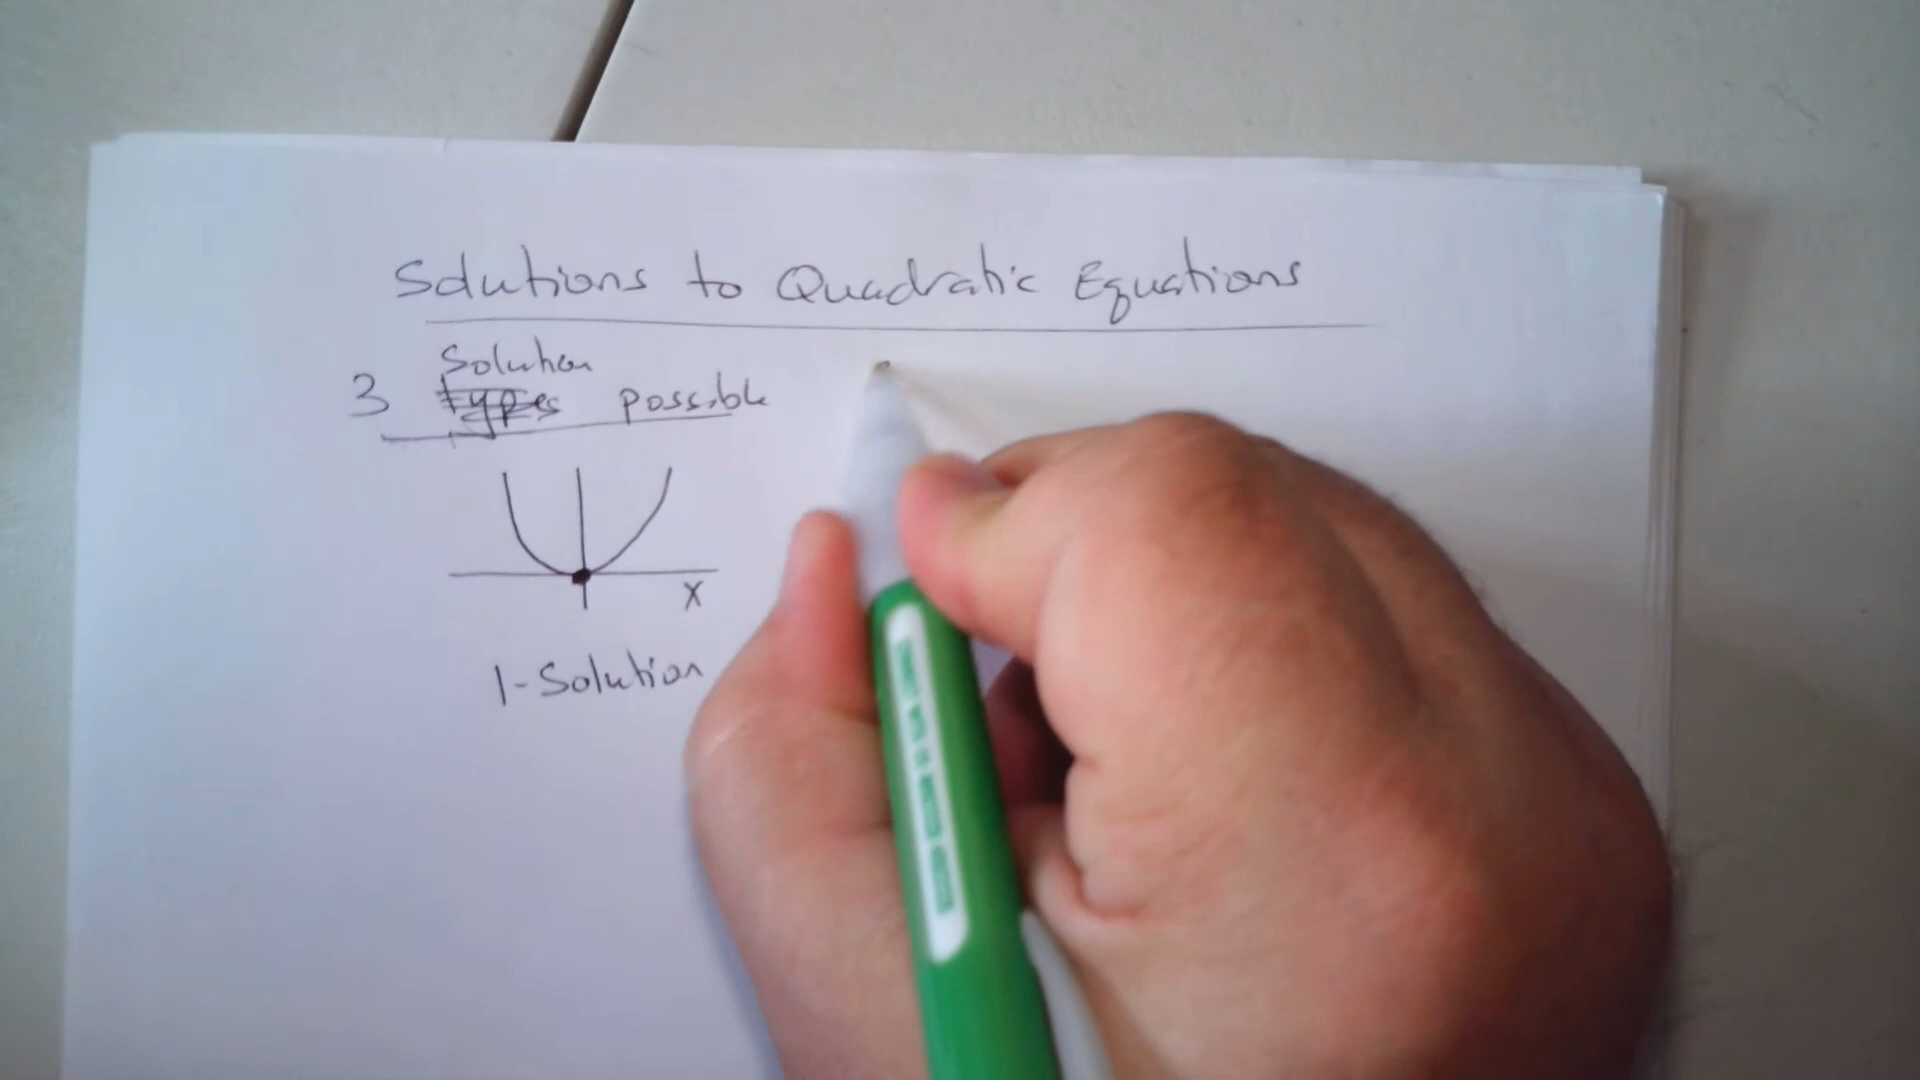 Solutions to Quadratic Equations
Solution
3 types possible
X
1-Solution